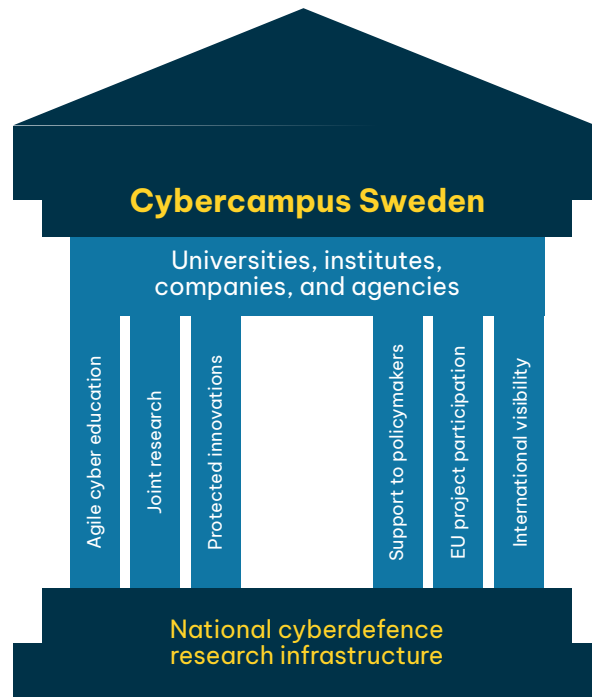 Cybercampus Sweden
Universities, institutes,
companies, and agencies
Agile cyber education
Joint research
Protected innovations
Support to policymakers
EU project participation
International visibility
National cyberdefence
research infrastructure